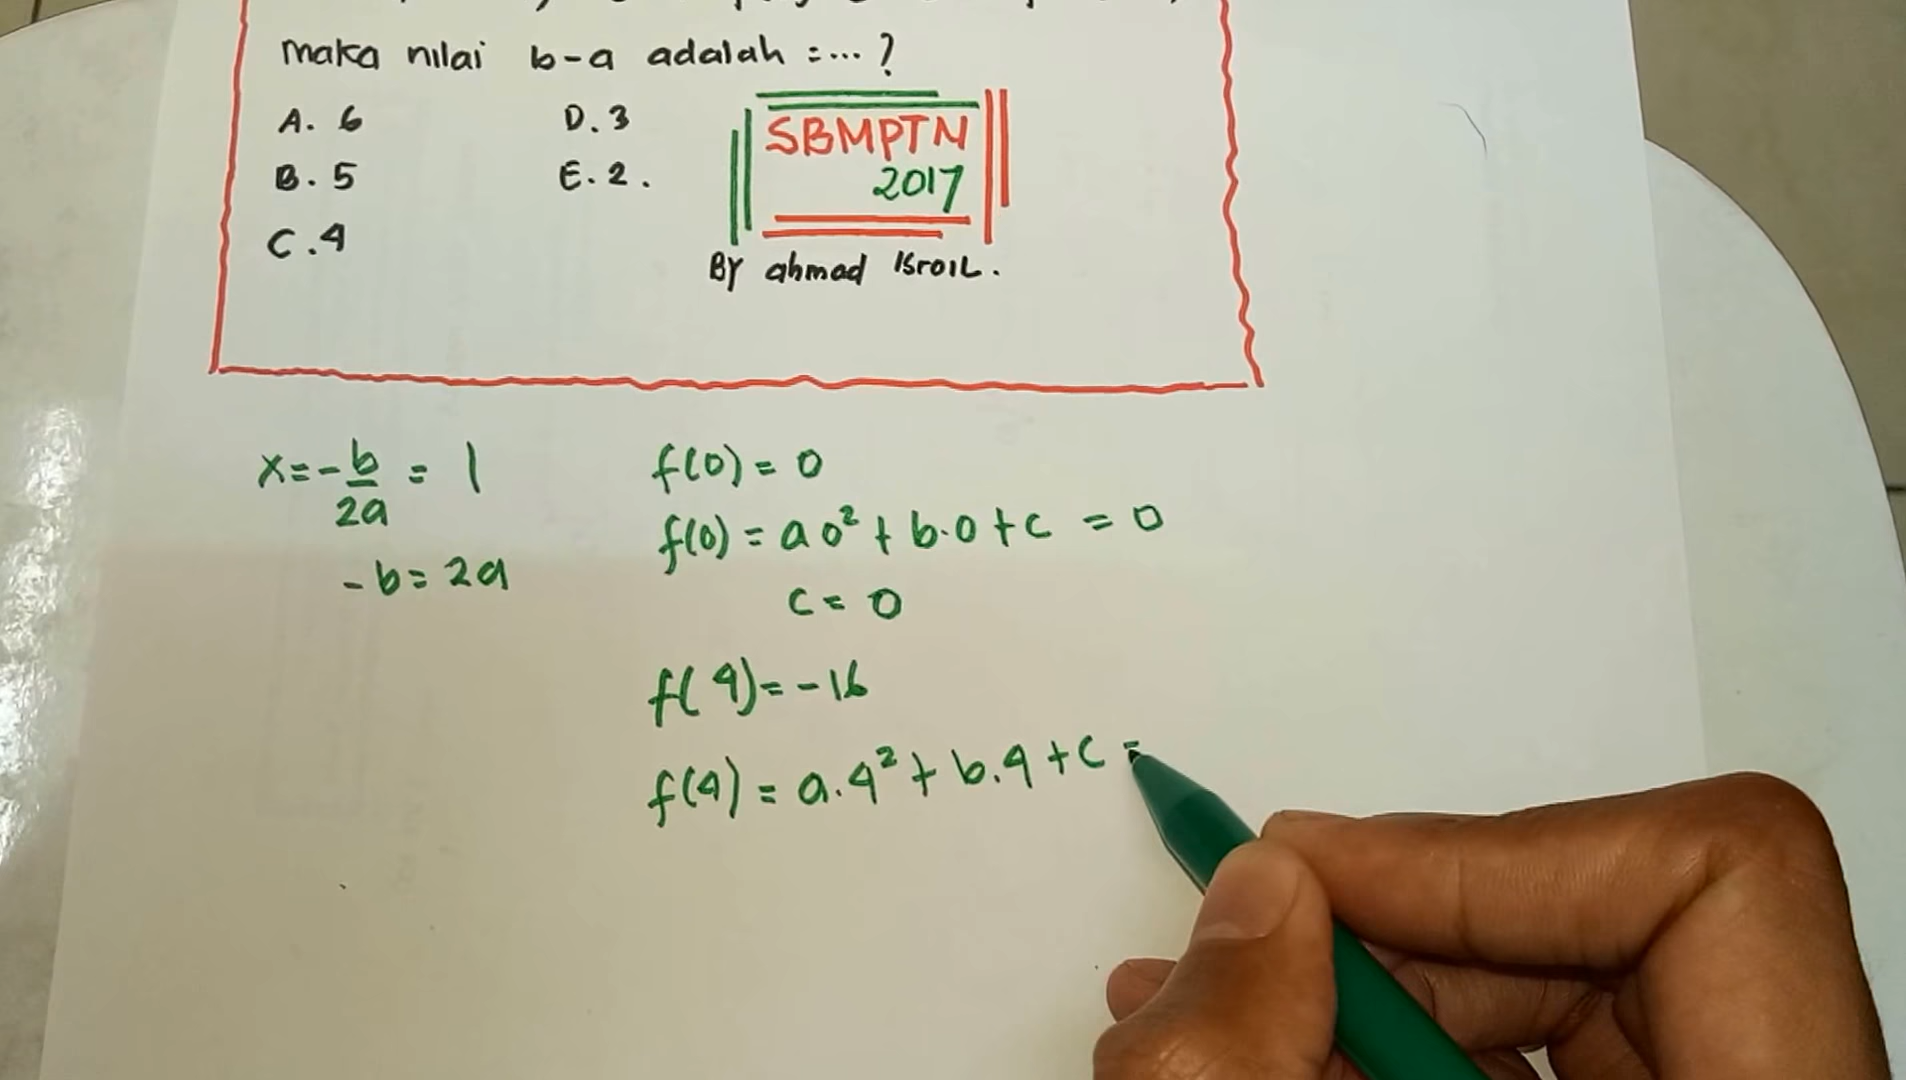 maka nilai b-a adalah = ... ?
A. 6 D. 3
B. 5 E. 2.
C. 4
SBMPTN
2017
BY ahmad Isroil.
x = -b/2a = 1
-b = 2a
f(0) = 0
f(0) = a0² + b.0 + c = 0
c = 0
f(4) = -16
f(4) = a.4² + b.4 + c =